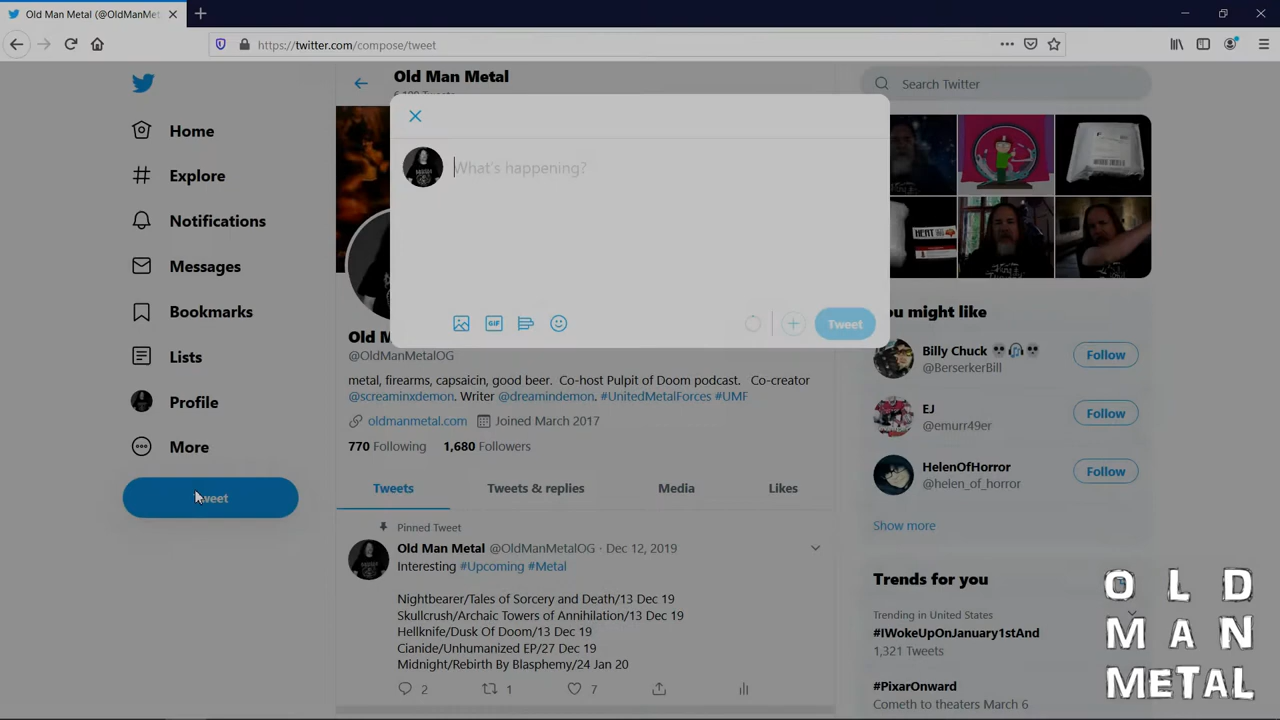 Old Man Metal (@OldManMet
https://twitter.com/compose/tweet
Home
Explore
Notifications
Messages
Bookmarks
Lists
Profile
More
Tweet
Old Man Metal
What's happening?
GIF
Tweet
Old M
@OldManMetalOG
metal, firearms, capsaicin, good beer. Co-host Pulpit of Doom podcast. Co-creator
@screaminxdemon. Writer @dreamindemon. #UnitedMetalForces #UMF
oldmanmetal.com Joined March 2017
770 Following 1,680 Followers
Tweets Tweets & replies Media Likes
Pinned Tweet
Old Man Metal @OldManMetalOG · Dec 12, 2019
Interesting #Upcoming #Metal
Nightbearer/Tales of Sorcery and Death/13 Dec 19
Skullcrush/Archaic Towers of Annihilation/13 Dec 19
Hellknife/Dusk Of Doom/13 Dec 19
Cianide/Unhumanized EP/27 Dec 19
Midnight/Rebirth By Blasphemy/24 Jan 20
2 1 7
Search Twitter
You might like
Billy Chuck 💀🎧💀
@BerserkerBill
Follow
EJ
@emurr49er
Follow
HelenOfHorror
@helen_of_horror
Follow
Show more
Trends for you
Trending in United States
#IWokeUpOnJanuary1stAnd
1,321 Tweets
#PixarOnward
Cometh to theaters March 6
OLD
MAN
METAL